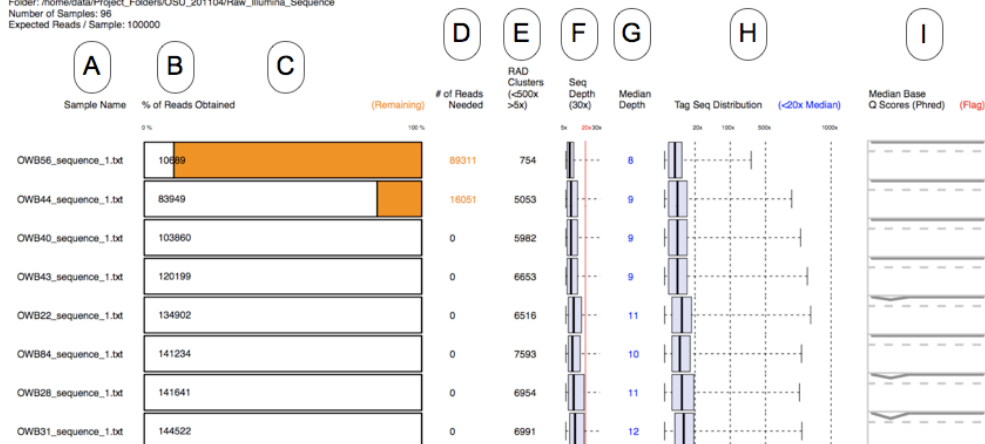 Folder: /home/data/Project_Folders/OSU_201104/Raw_Illumina_Sequence
Number of Samples: 96
Expected Reads / Sample: 100000
A B C D E F G H I
Sample Name
% of Reads Obtained
(Remaining)
# of Reads
Needed
RAD
Clusters
(<500x
>5x)
Seq
Depth
(30x)
Median
Depth
Tag Seq Distribution (<20x Median)
Median Base
Q Scores (Phred) (Flag)
0 % 100 % 5x 20x 30x 20x 100x 500x 1000x
OWB56_sequence_1.txt 10689 89311 754 8
OWB44_sequence_1.txt 83949 16051 5053 9
OWB40_sequence_1.txt 103860 0 5982 9
OWB43_sequence_1.txt 120199 0 6653 9
OWB22_sequence_1.txt 134902 0 6516 11
OWB84_sequence_1.txt 141234 0 7593 10
OWB28_sequence_1.txt 141641 0 6954 11
OWB31_sequence_1.txt 144522 0 6991 12